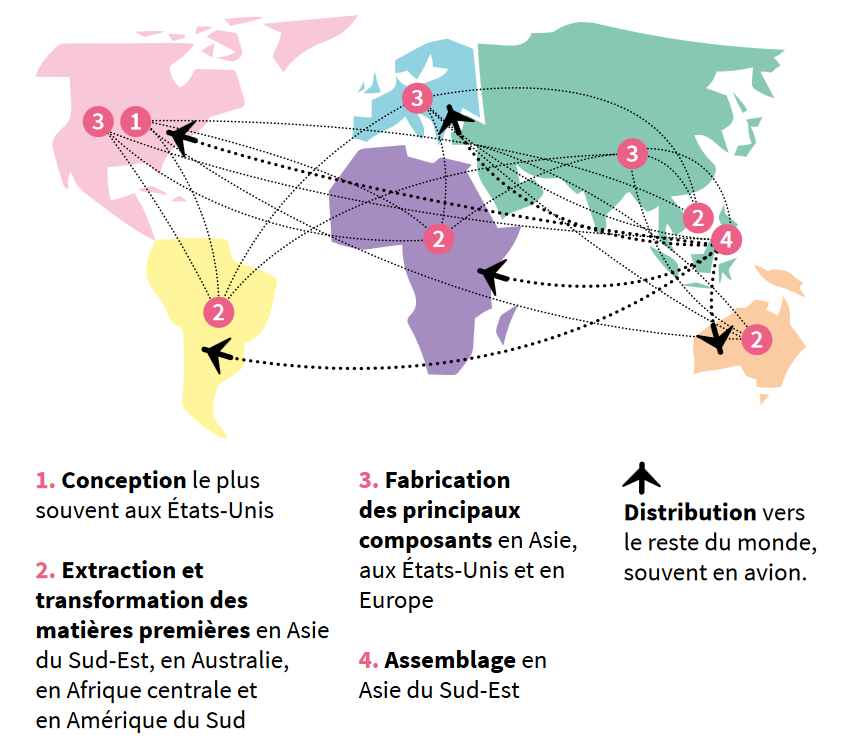 3
1
3
3
2
4
2
2
2
1. Conception le plus
souvent aux États-Unis
2. Extraction et
transformation des
matières premières en Asie
du Sud-Est, en Australie,
en Afrique centrale et
en Amérique du Sud
3. Fabrication
des principaux
composants en Asie,
aux États-Unis et en
Europe
4. Assemblage en
Asie du Sud-Est
Distribution vers
le reste du monde,
souvent en avion.